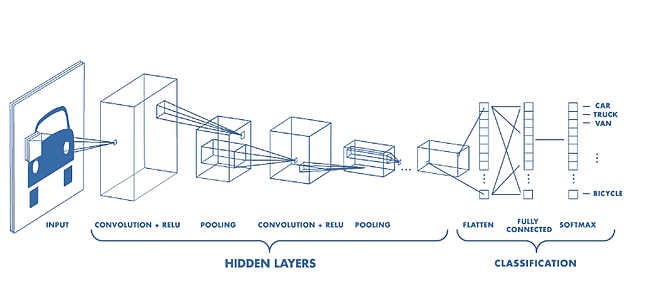 CAR
TRUCK
VAN
BICYCLE
INPUT
CONVOLUTION + RELU
POOLING
CONVOLUTION + RELU
POOLING
FLATTEN
FULLY
CONNECTED
SOFTMAX
HIDDEN LAYERS
CLASSIFICATION